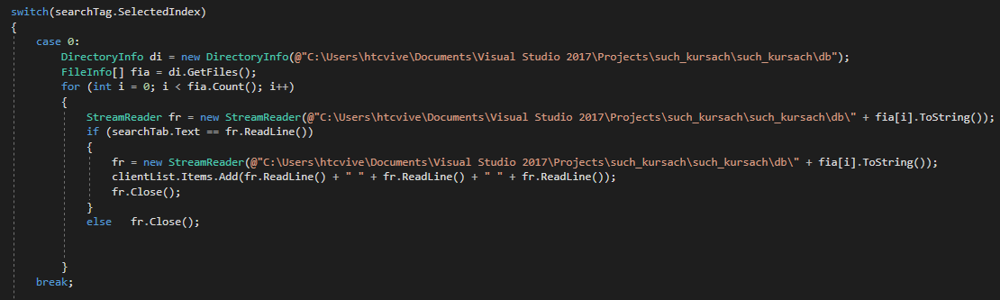 switch(searchTag.SelectedIndex)
{
case 0:
DirectoryInfo di = new DirectoryInfo(@"C:\Users\htcvive\Documents\Visual Studio 2017\Projects\such_kursach\such_kursach\db");
FileInfo[] fia = di.GetFiles();
for (int i = 0; i < fia.Count(); i++)
{
StreamReader fr = new StreamReader(@"C:\Users\htcvive\Documents\Visual Studio 2017\Projects\such_kursach\such_kursach\db\" + fia[i].ToString());
if (searchTab.Text == fr.ReadLine())
{
fr = new StreamReader(@"C:\Users\htcvive\Documents\Visual Studio 2017\Projects\such_kursach\such_kursach\db\" + fia[i].ToString());
clientList.Items.Add(fr.ReadLine() + " " + fr.ReadLine() + " " + fr.ReadLine());
fr.Close();
}
else   fr.Close();
}
break;